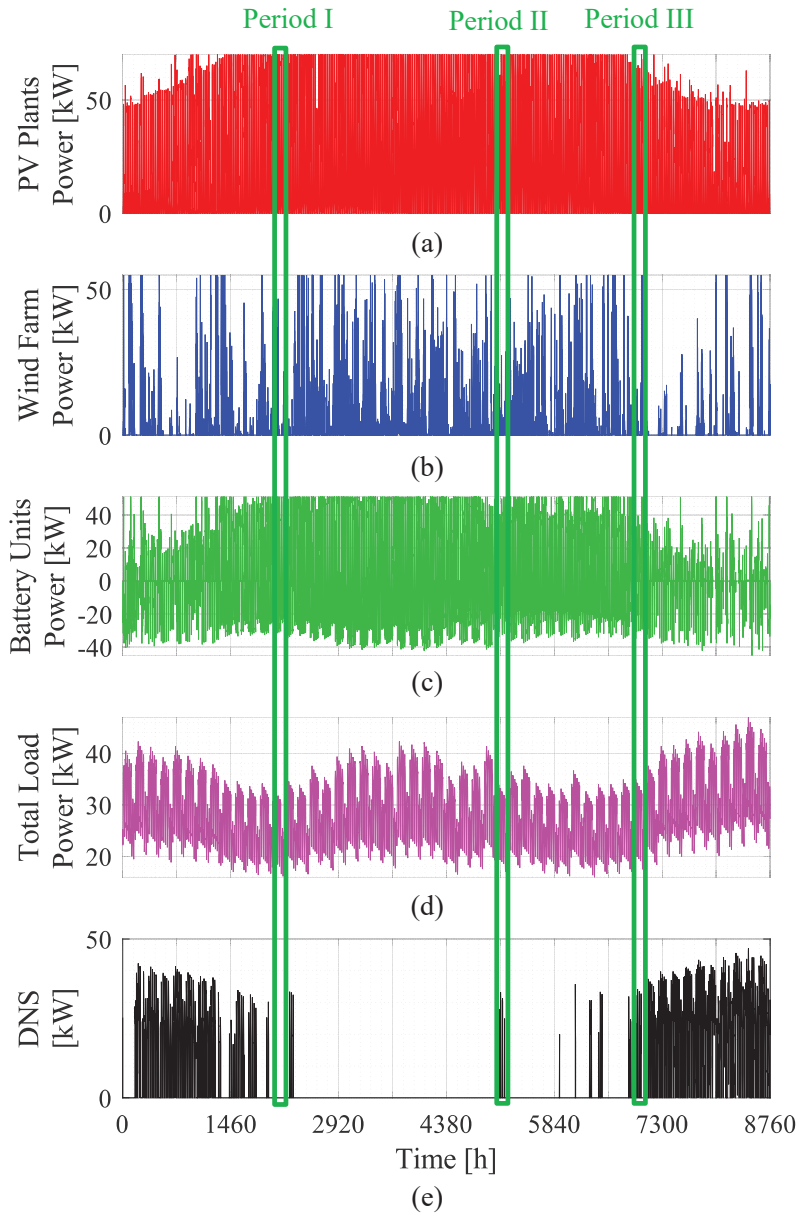 Period I
Period II
Period III
PV Plants
Power [kW]
50
0
(a)
Wind Farm
Power [kW]
50
0
(b)
Battery Units
Power [kW]
40
20
0
-20
-40
(c)
Total Load
Power [kW]
40
30
20
(d)
DNS
[kW]
50
0
0
1460
2920
4380
5840
7300
8760
Time [h]
(e)